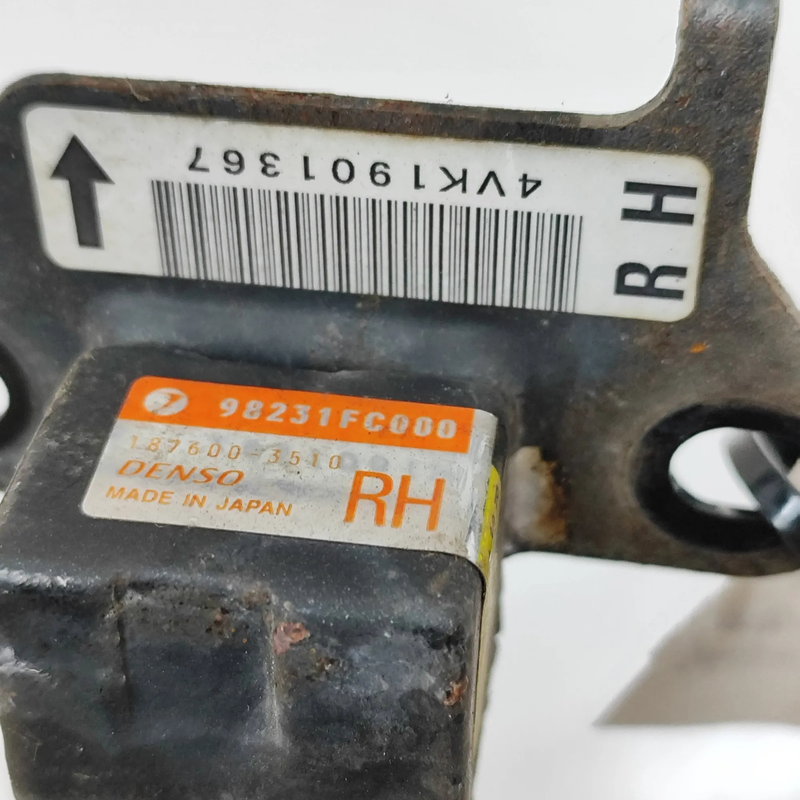 4VK1901367
RH
98231FC000
187600-3510
DENSO
MADE IN JAPAN
RH